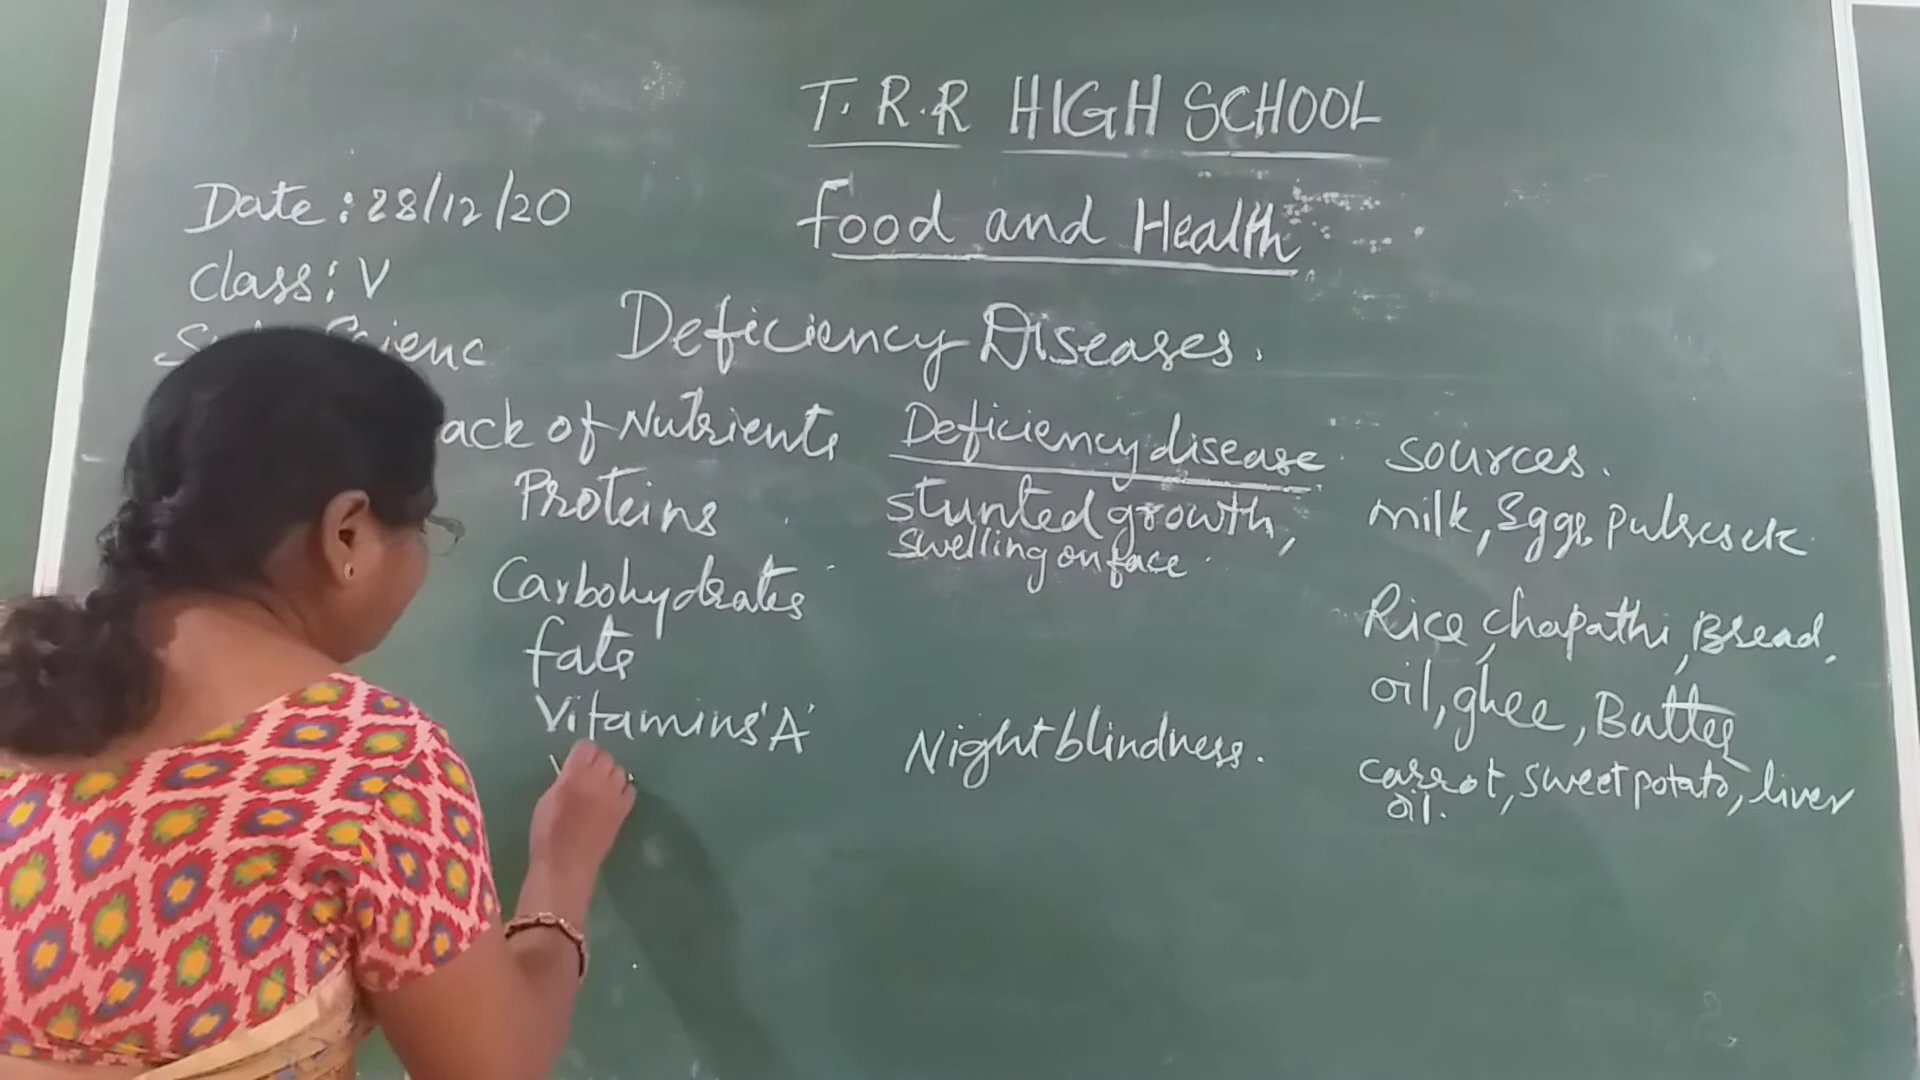 T. R. R HIGH SCHOOL
Food and Health
Date : 28/12/20
Class : V
Scienc
Deficiency Diseases.
ack of Nutrients Deficiency disease sources.
Proteins stunted growth, milk, Eggs, Pulses etc.
swelling on face.
Carbohydrates Rice, chapathi, Bread,
fats oil, ghee, Butter
Vitamins 'A' Night blindness. carrot, sweet potato, liver
oil.